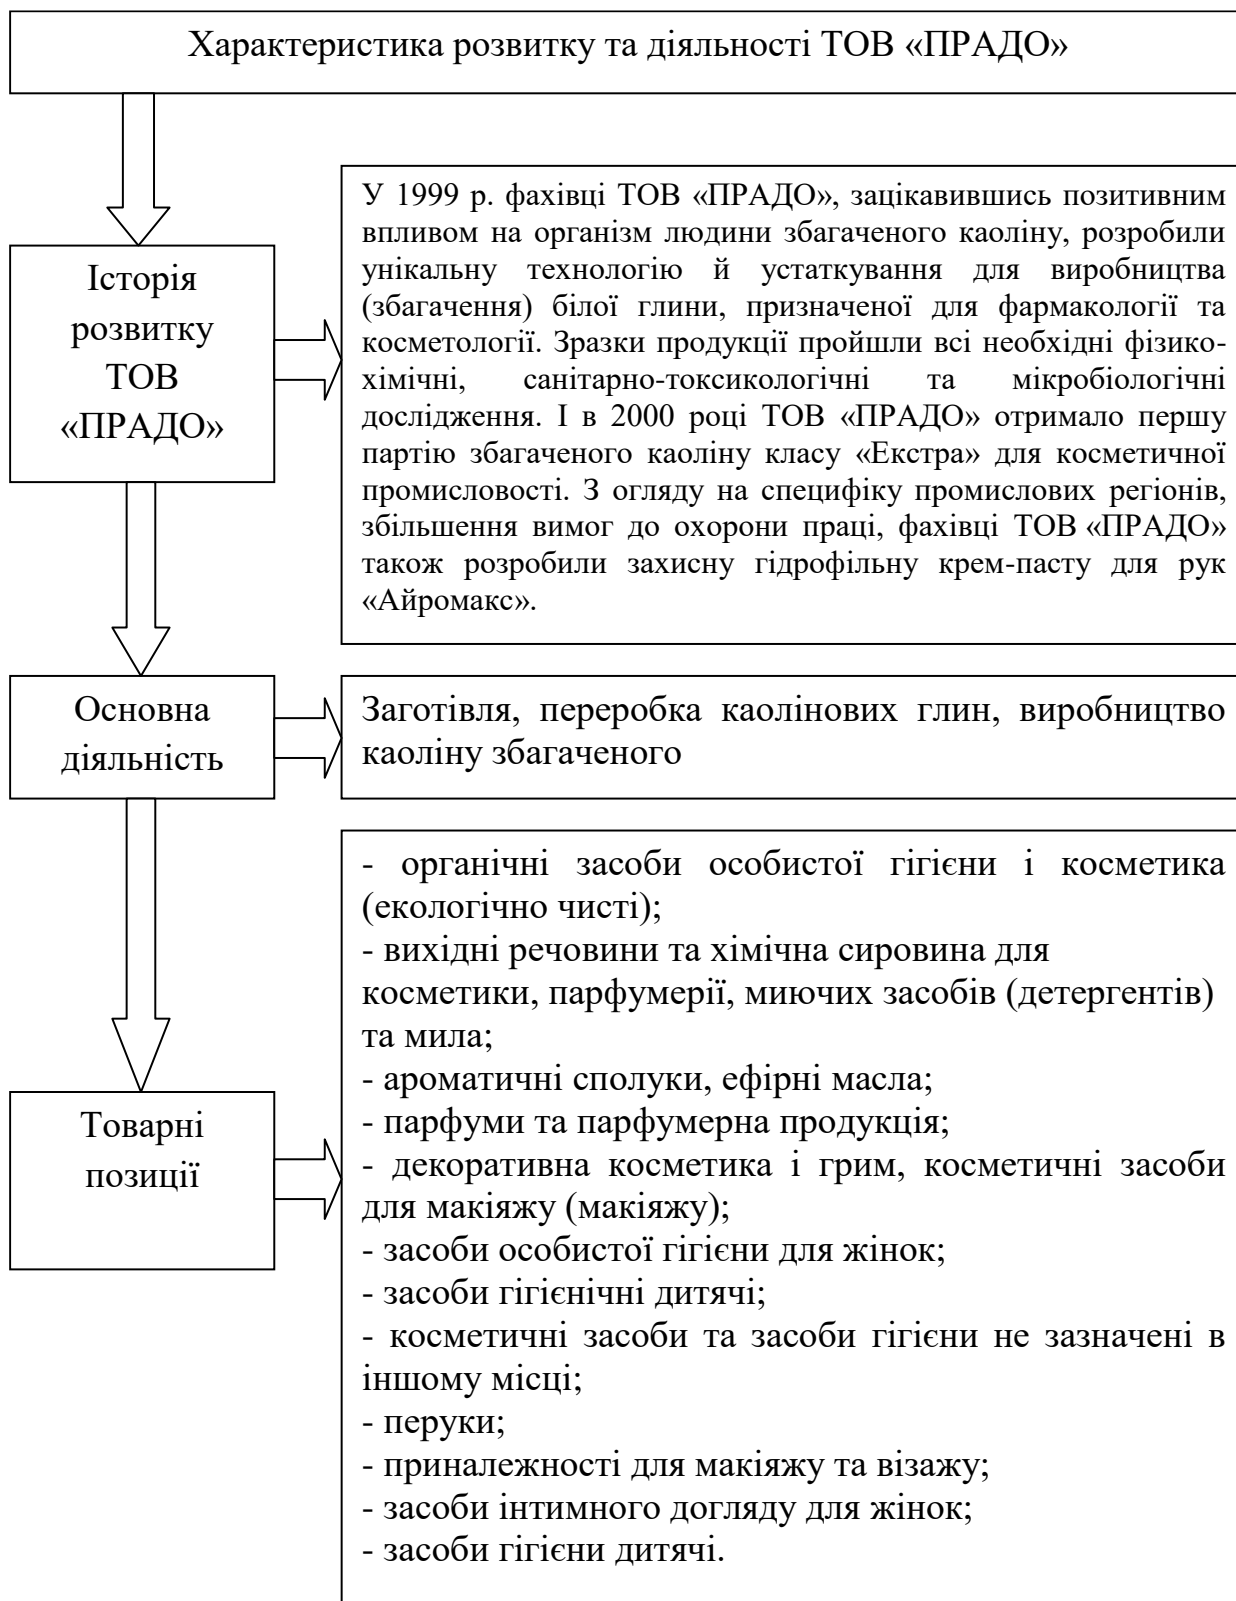 Характеристика розвитку та діяльності ТОВ «ПРАДО»
Історія
розвитку
ТОВ
«ПРАДО»
У 1999 р. фахівці ТОВ «ПРАДО», зацікавившись позитивним
впливом на організм людини збагаченого каоліну, розробили
унікальну технологію й устаткування для виробництва
(збагачення) білої глини, призначеної для фармакології та
косметології. Зразки продукції пройшли всі необхідні фізико-
хімічні, санітарно-токсикологічні та мікробіологічні
дослідження. І в 2000 році ТОВ «ПРАДО» отримало першу
партію збагаченого каоліну класу «Екстра» для косметичної
промисловості. З огляду на специфіку промислових регіонів,
збільшення вимог до охорони праці, фахівці ТОВ «ПРАДО»
також розробили захисну гідрофільну крем-пасту для рук
«Айромакс».
Основна
діяльність
Заготівля, переробка каолінових глин, виробництво
каоліну збагаченого
Товарні
позиції
- органічні засоби особистої гігієни і косметика
(екологічно чисті);
- вихідні речовини та хімічна сировина для
косметики, парфумерії, миючих засобів (детергентів)
та мила;
- ароматичні сполуки, ефірні масла;
- парфуми та парфумерна продукція;
- декоративна косметика і грим, косметичні засоби
для макіяжу (макіяжу);
- засоби особистої гігієни для жінок;
- засоби гігієнічні дитячі;
- косметичні засоби та засоби гігієни не зазначені в
іншому місці;
- перуки;
- приналежності для макіяжу та візажу;
- засоби інтимного догляду для жінок;
- засоби гігієни дитячі.